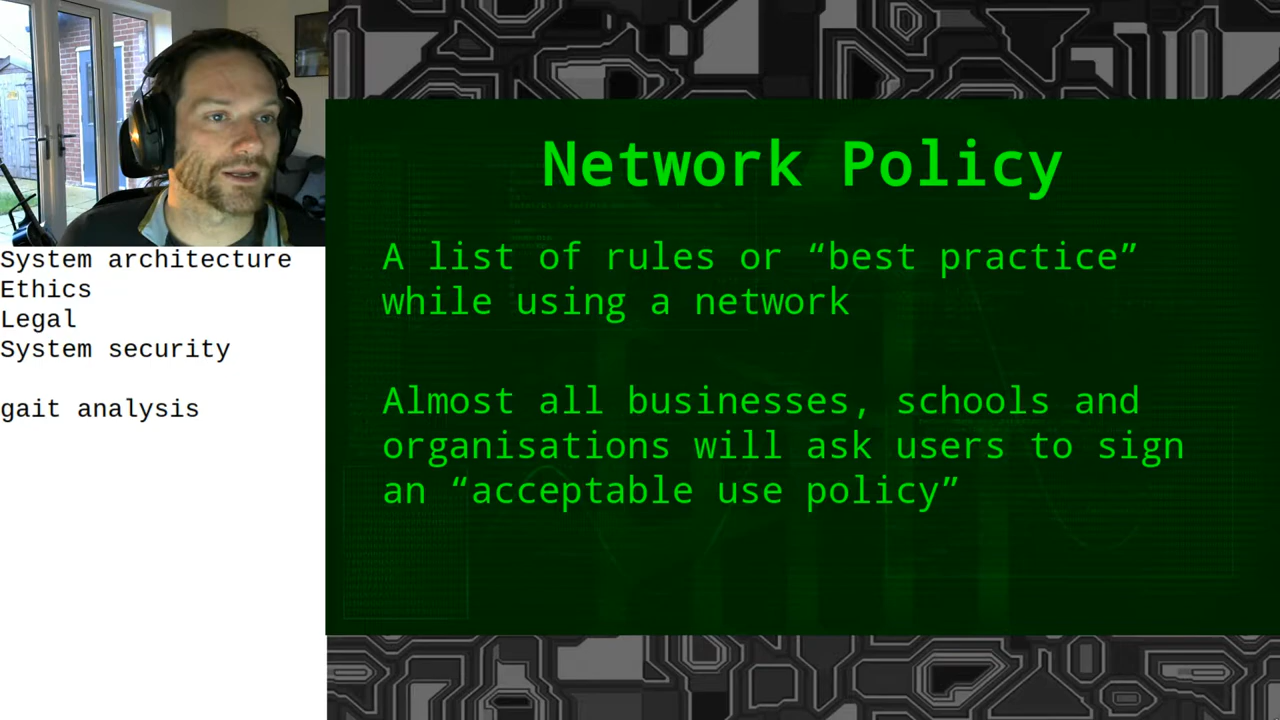 System architecture
Ethics
Legal
System security
gait analysis
Network Policy
A list of rules or “best practice”
while using a network
Almost all businesses, schools and
organisations will ask users to sign
an “acceptable use policy”